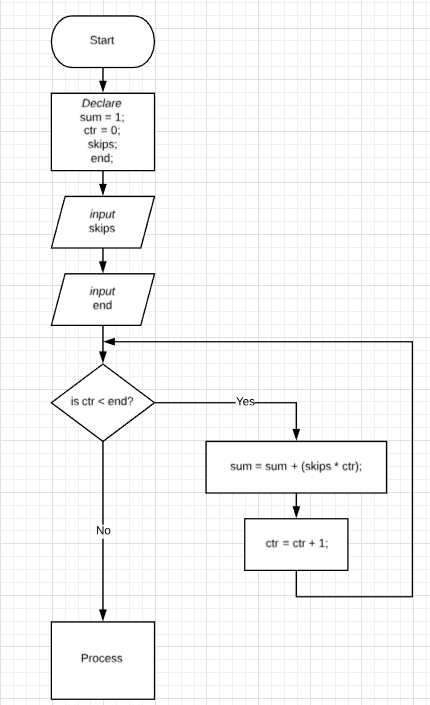 Start
Declare
sum = 1;
ctr = 0;
skips;
end;
input
skips
input
end
is ctr < end?
Yes
sum = sum + (skips * ctr);
ctr = ctr + 1;
No
Process